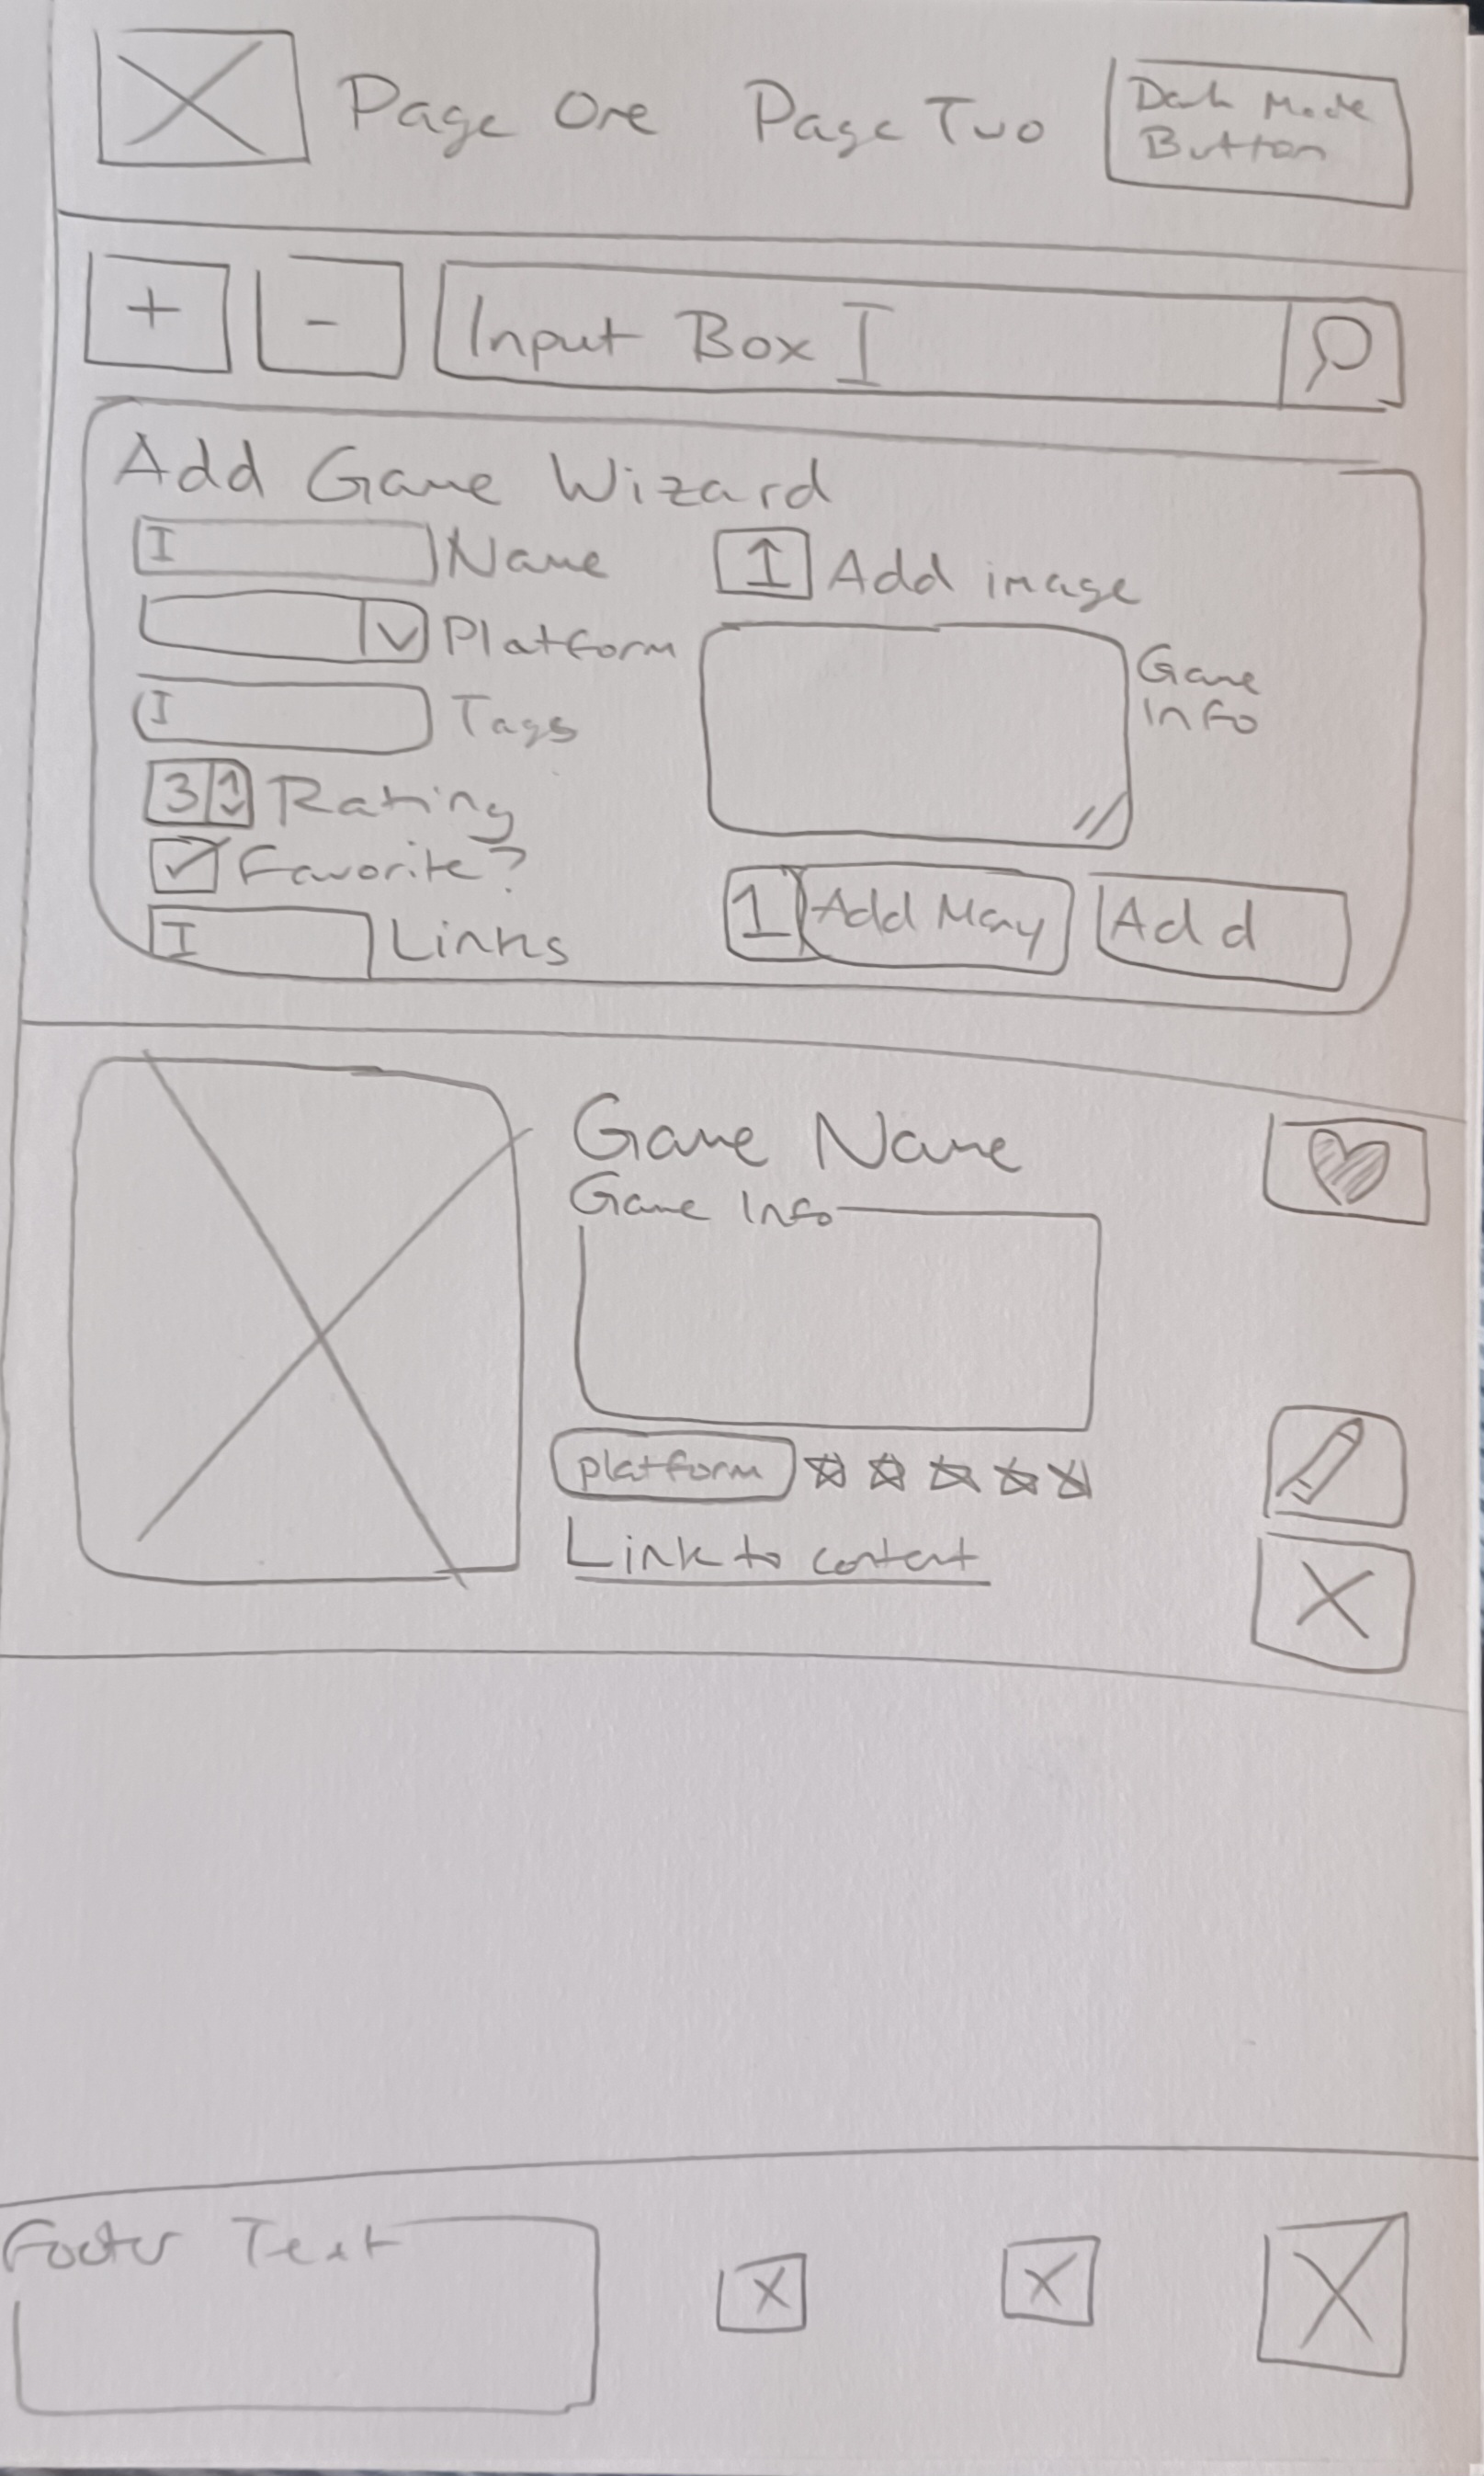 Page One Page Two Dark Mode
Button
+ - Input Box
Add Game Wizard
Name
Add image
Platform
Game
Info
Tags
3 Rating
Favorite?
Links
Add Many
Add
Game Name
Game Info
platform
Link to content
Footer Text